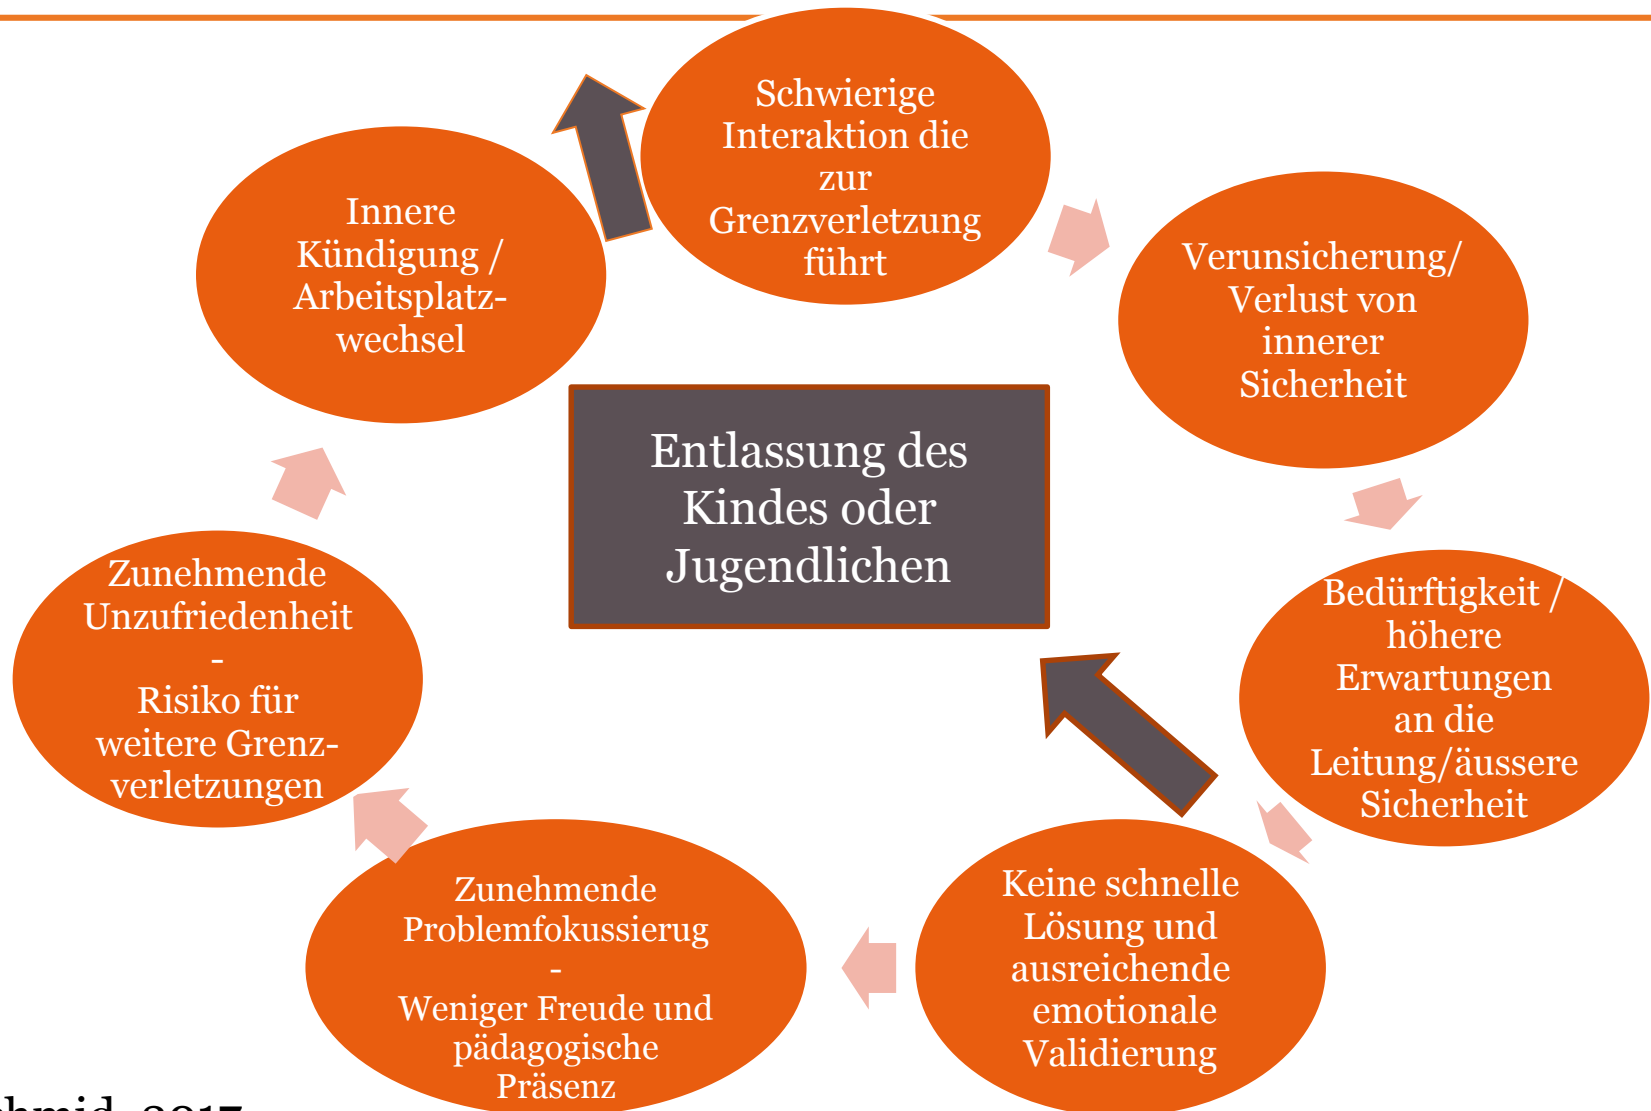 Schwierige
Interaktion die
zur
Grenzverletzung
führt
Verunsicherung/
Verlust von
innerer
Sicherheit
Bedürftigkeit /
höhere
Erwartungen
an die
Leitung/äussere
Sicherheit
Keine schnelle
Lösung und
ausreichende
emotionale
Validierung
Zunehmende
Problemfokussierug
-
Weniger Freude und
pädagogische
Präsenz
Zunehmende
Unzufriedenheit
-
Risiko für
weitere Grenz-
verletzungen
Innere
Kündigung /
Arbeitsplatz-
wechsel
Entlassung des
Kindes oder
Jugendlichen